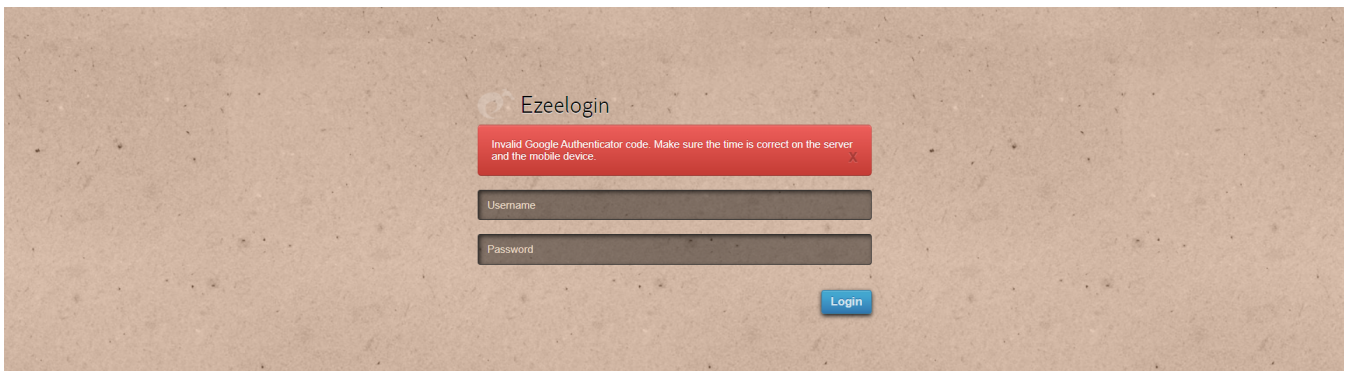 Ezeelogin
Invalid Google Authenticator code. Make sure the time is correct on the server
and the mobile device.
X
Username
Password
Login